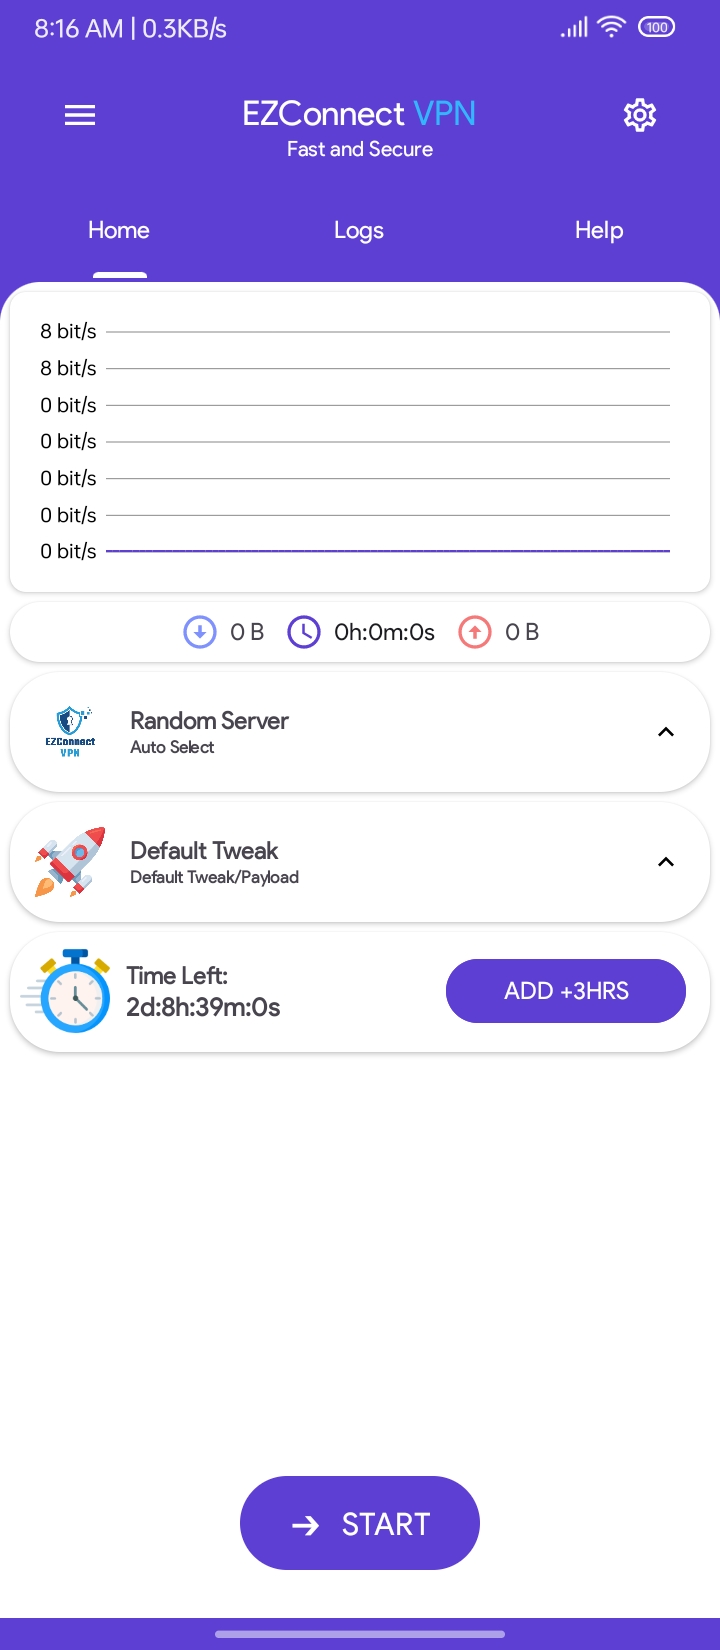 8:16 AM | 0.3KB/s
100
EZConnect VPN
Fast and Secure
Home
Logs
Help
8 bit/s
8 bit/s
0 bit/s
0 bit/s
0 bit/s
0 bit/s
0 bit/s
0 B
0h:0m:0s
0 B
EZConnect
VPN
Random Server
Auto Select
Default Tweak
Default Tweak/Payload
Time Left:
2d:8h:39m:0s
ADD +3HRS
START